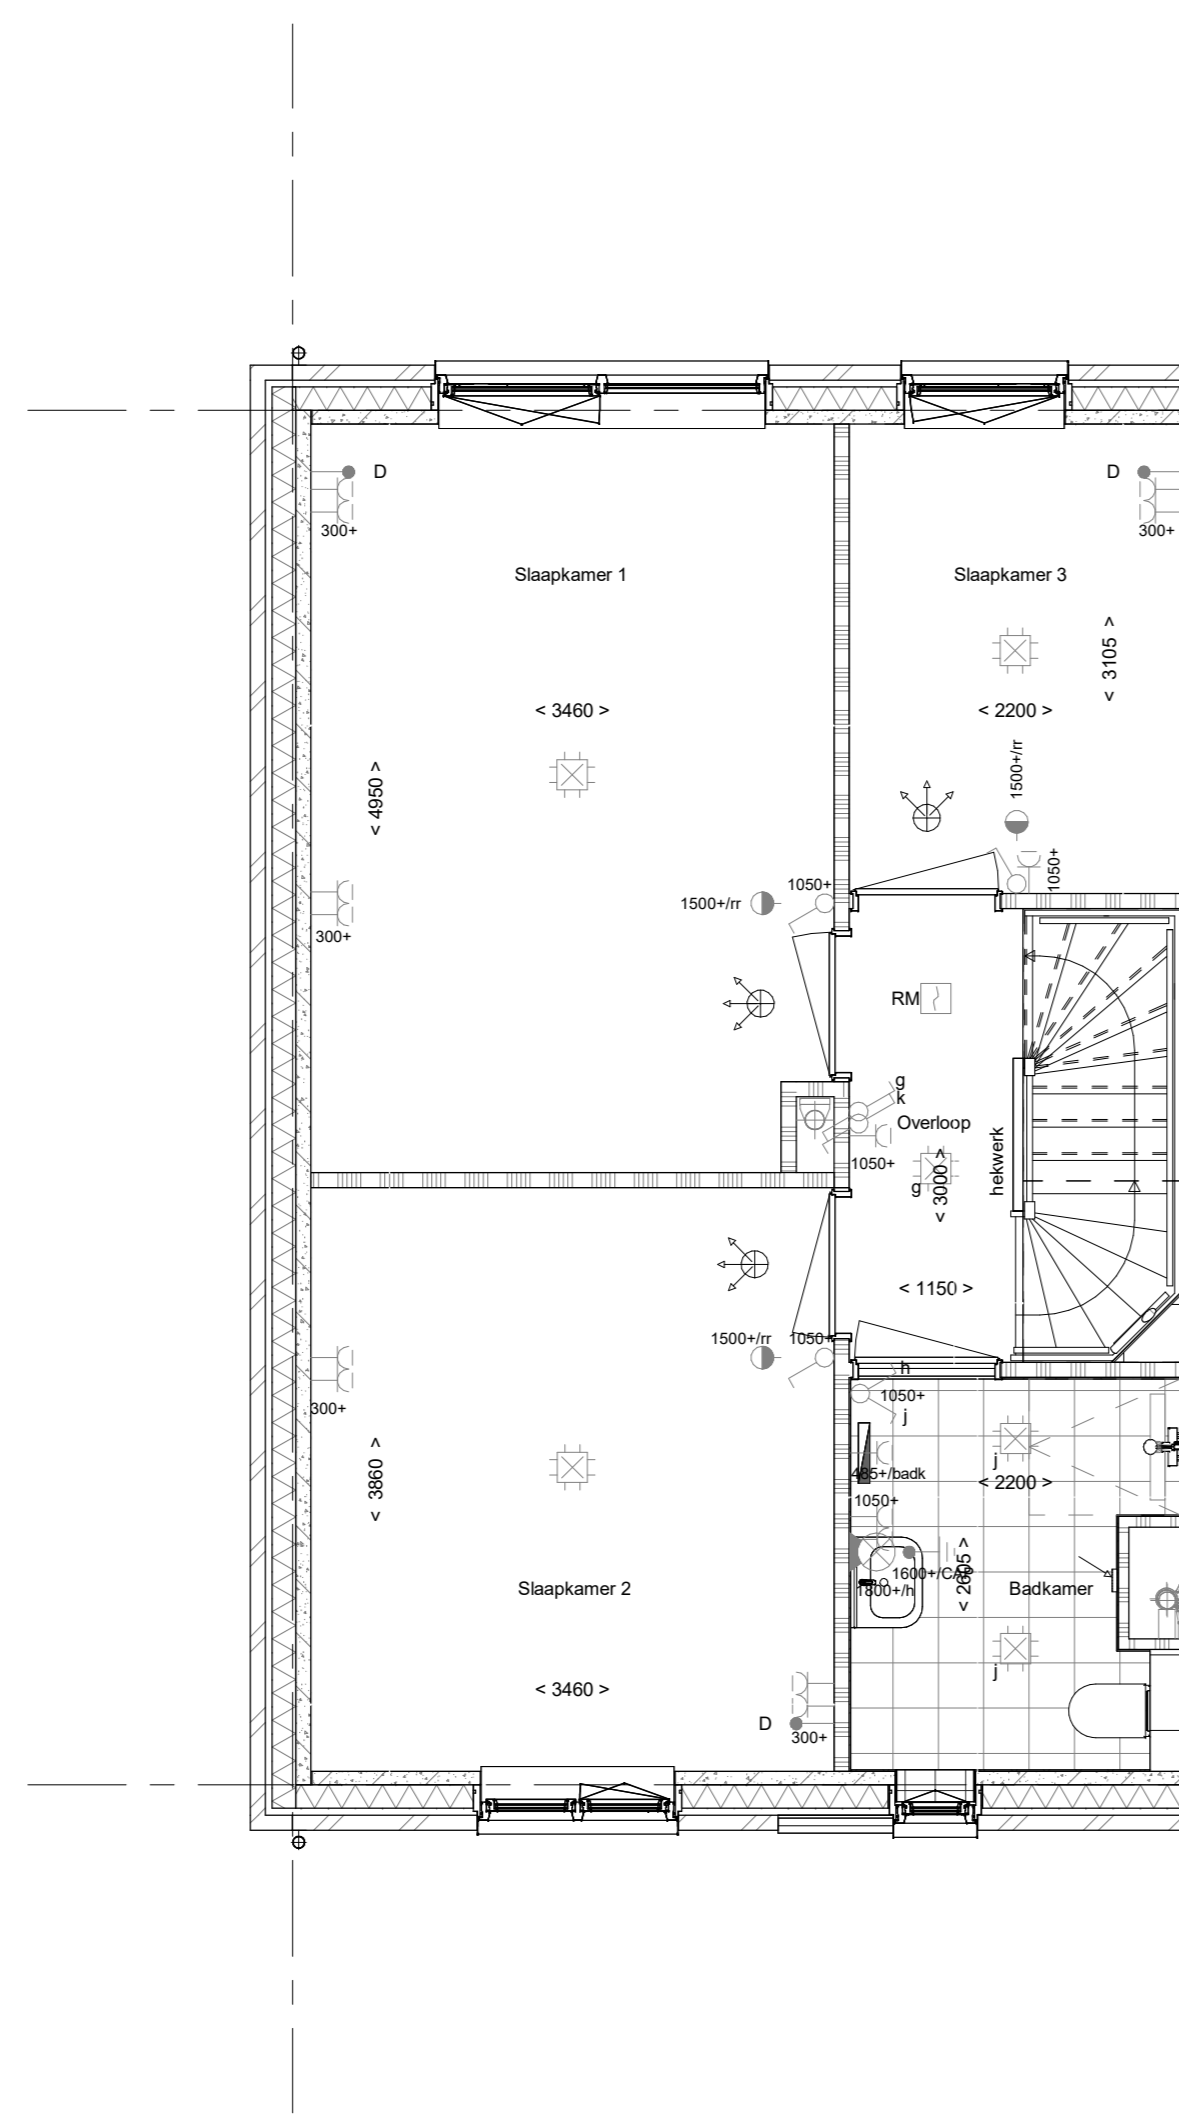 D
300+
D
300+
Slaapkamer 1
Slaapkamer 3
< 3105 >
< 3460 >
< 2200 >
1500+/rr
< 4950 >
1050+
1050+
1500+/rr
300+
RM
g
k
Overloop
1050+
hekwerk
< 3000 >
g
< 1150 >
1500+/rr
1050+
h
1050+
j
300+
j
< 3860 >
485+/badk
< 2200 >
1050+
< 2605 >
1800+/h
Slaapkamer 2
Badkamer
j
< 3460 >
D
300+